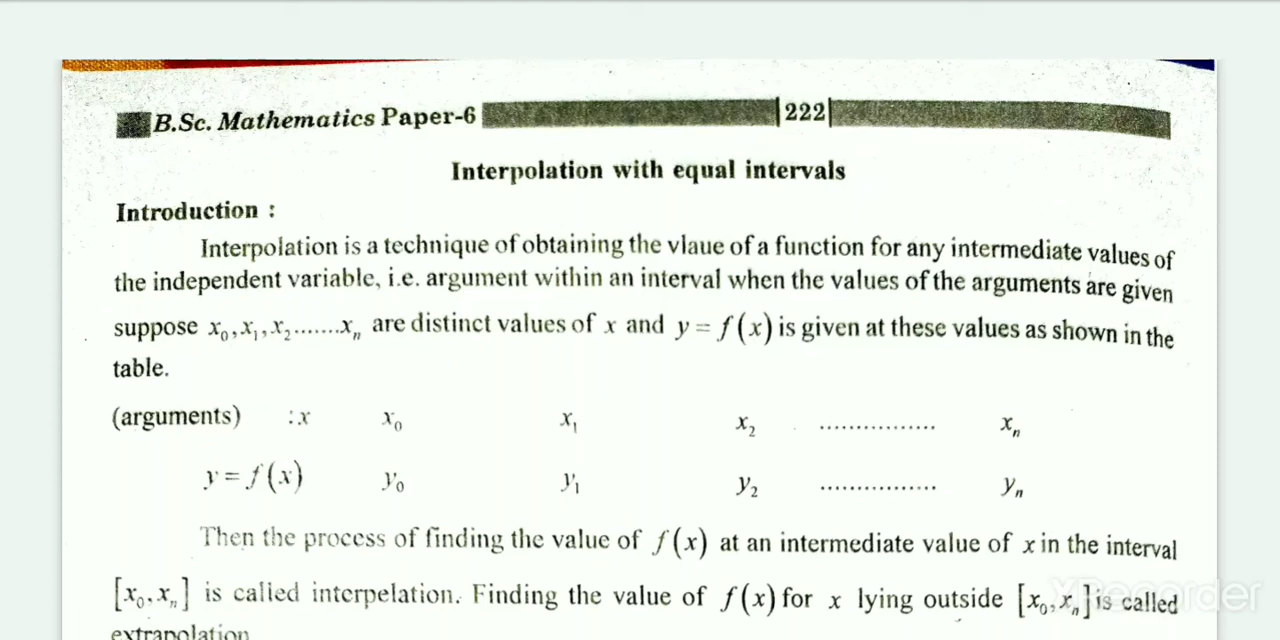 B.Sc. Mathematics Paper-6 |222|
Interpolation with equal intervals
Introduction :
Interpolation is a technique of obtaining the vlaue of a function for any intermediate values of
the independent variable, i.e. argument within an interval when the values of the arguments are given
suppose x₀,x₁,x₂.......xₙ are distinct values of x and y = f(x) is given at these values as shown in the
table.
(arguments) :x x₀ x₁ x₂ ................ xₙ
y = f(x) y₀ y₁ y₂ ................ yₙ
Then the process of finding the value of f(x) at an intermediate value of x in the interval
[x₀,xₙ] is called interpelation. Finding the value of f(x) for x lying outside [x₀,xₙ] is called
extrapolation
XRecorder